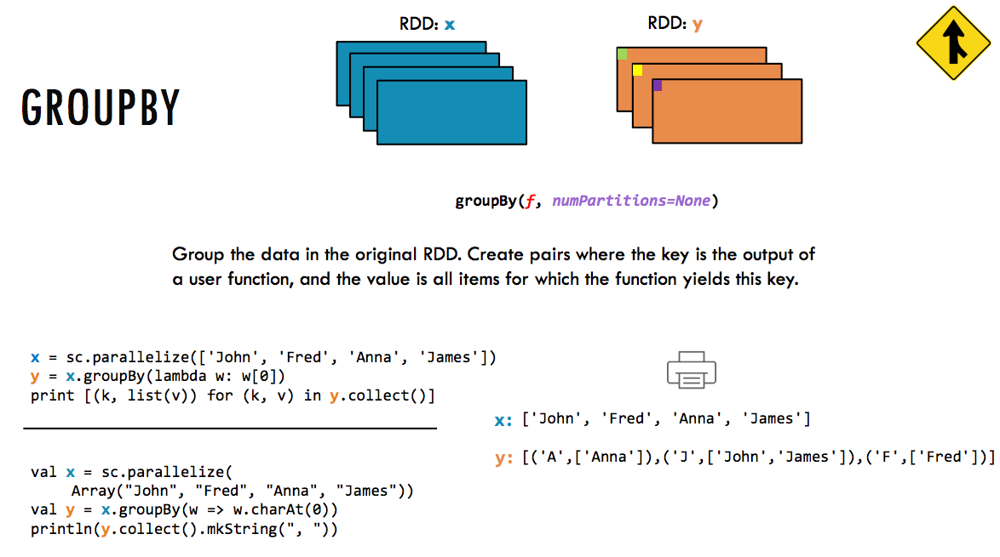 RDD: x
RDD: y
GROUPBY
groupBy(f, numPartitions=None)
Group the data in the original RDD. Create pairs where the key is the output of
a user function, and the value is all items for which the function yields this key.
x = sc.parallelize(['John', 'Fred', 'Anna', 'James'])
y = x.groupBy(lambda w: w[0])
print [(k, list(v)) for (k, v) in y.collect()]
x: ['John', 'Fred', 'Anna', 'James']
y: [('A',['Anna']),('J',['John','James']),('F',['Fred'])]
val x = sc.parallelize(
    Array("John", "Fred", "Anna", "James"))
val y = x.groupBy(w => w.charAt(0))
println(y.collect().mkString(", "))